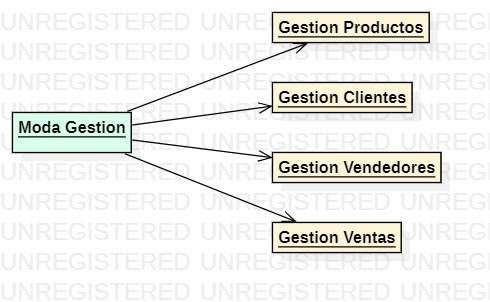 UNREGISTERED UNREGISTERED UNREGISTERED
Gestion Productos
Gestion Clientes
Moda Gestion
Gestion Vendedores
Gestion Ventas